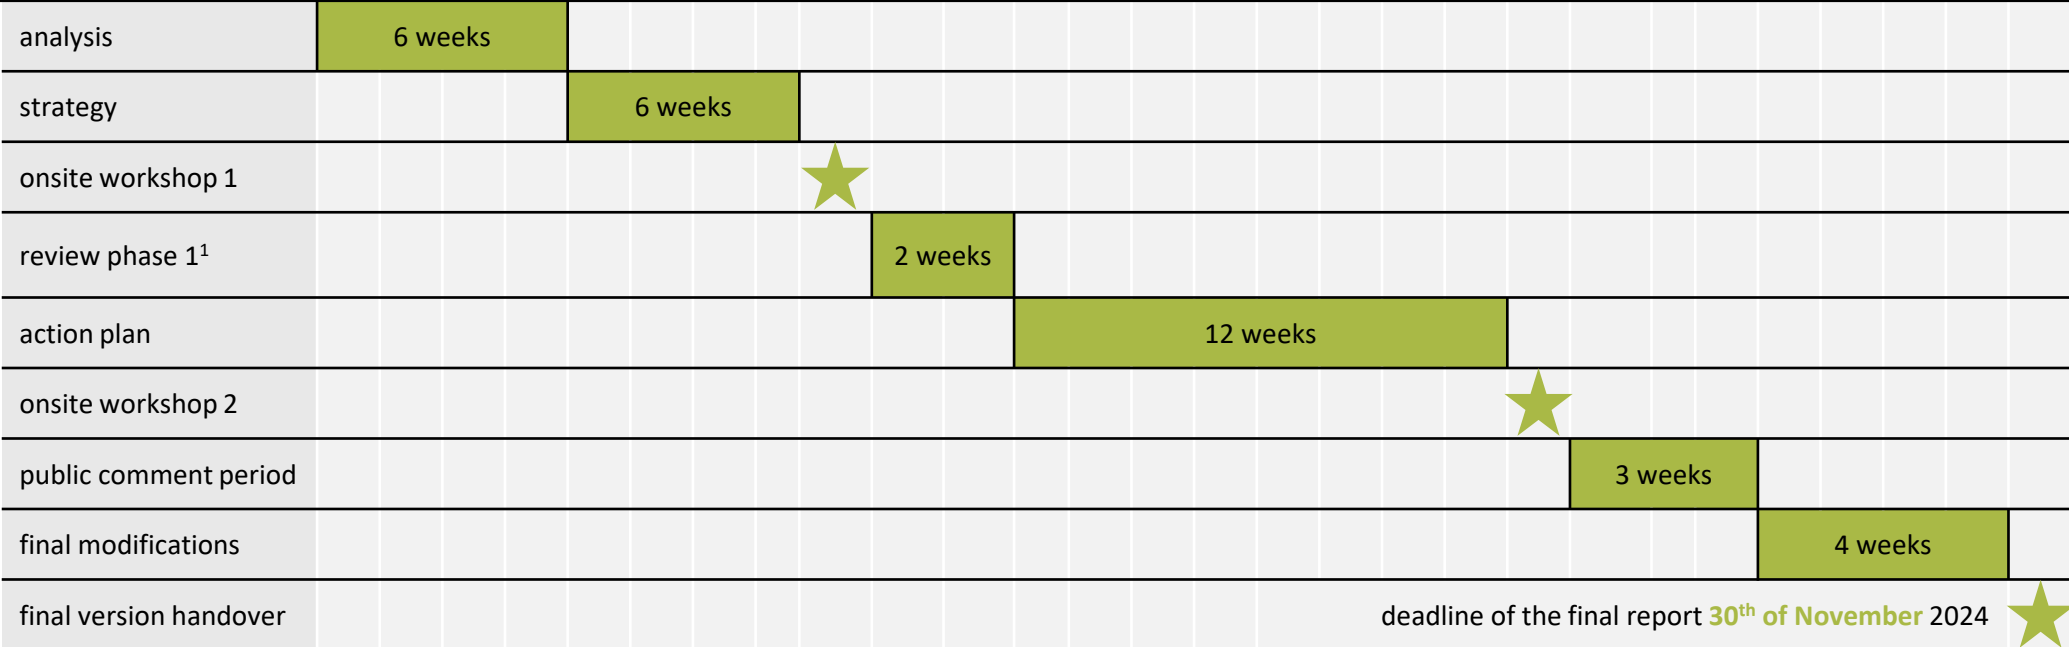 analysis 6 weeks
strategy 6 weeks
onsite workshop 1
review phase 1¹ 2 weeks
action plan 12 weeks
onsite workshop 2
public comment period 3 weeks
final modifications 4 weeks
final version handover deadline of the final report 30th of November 2024